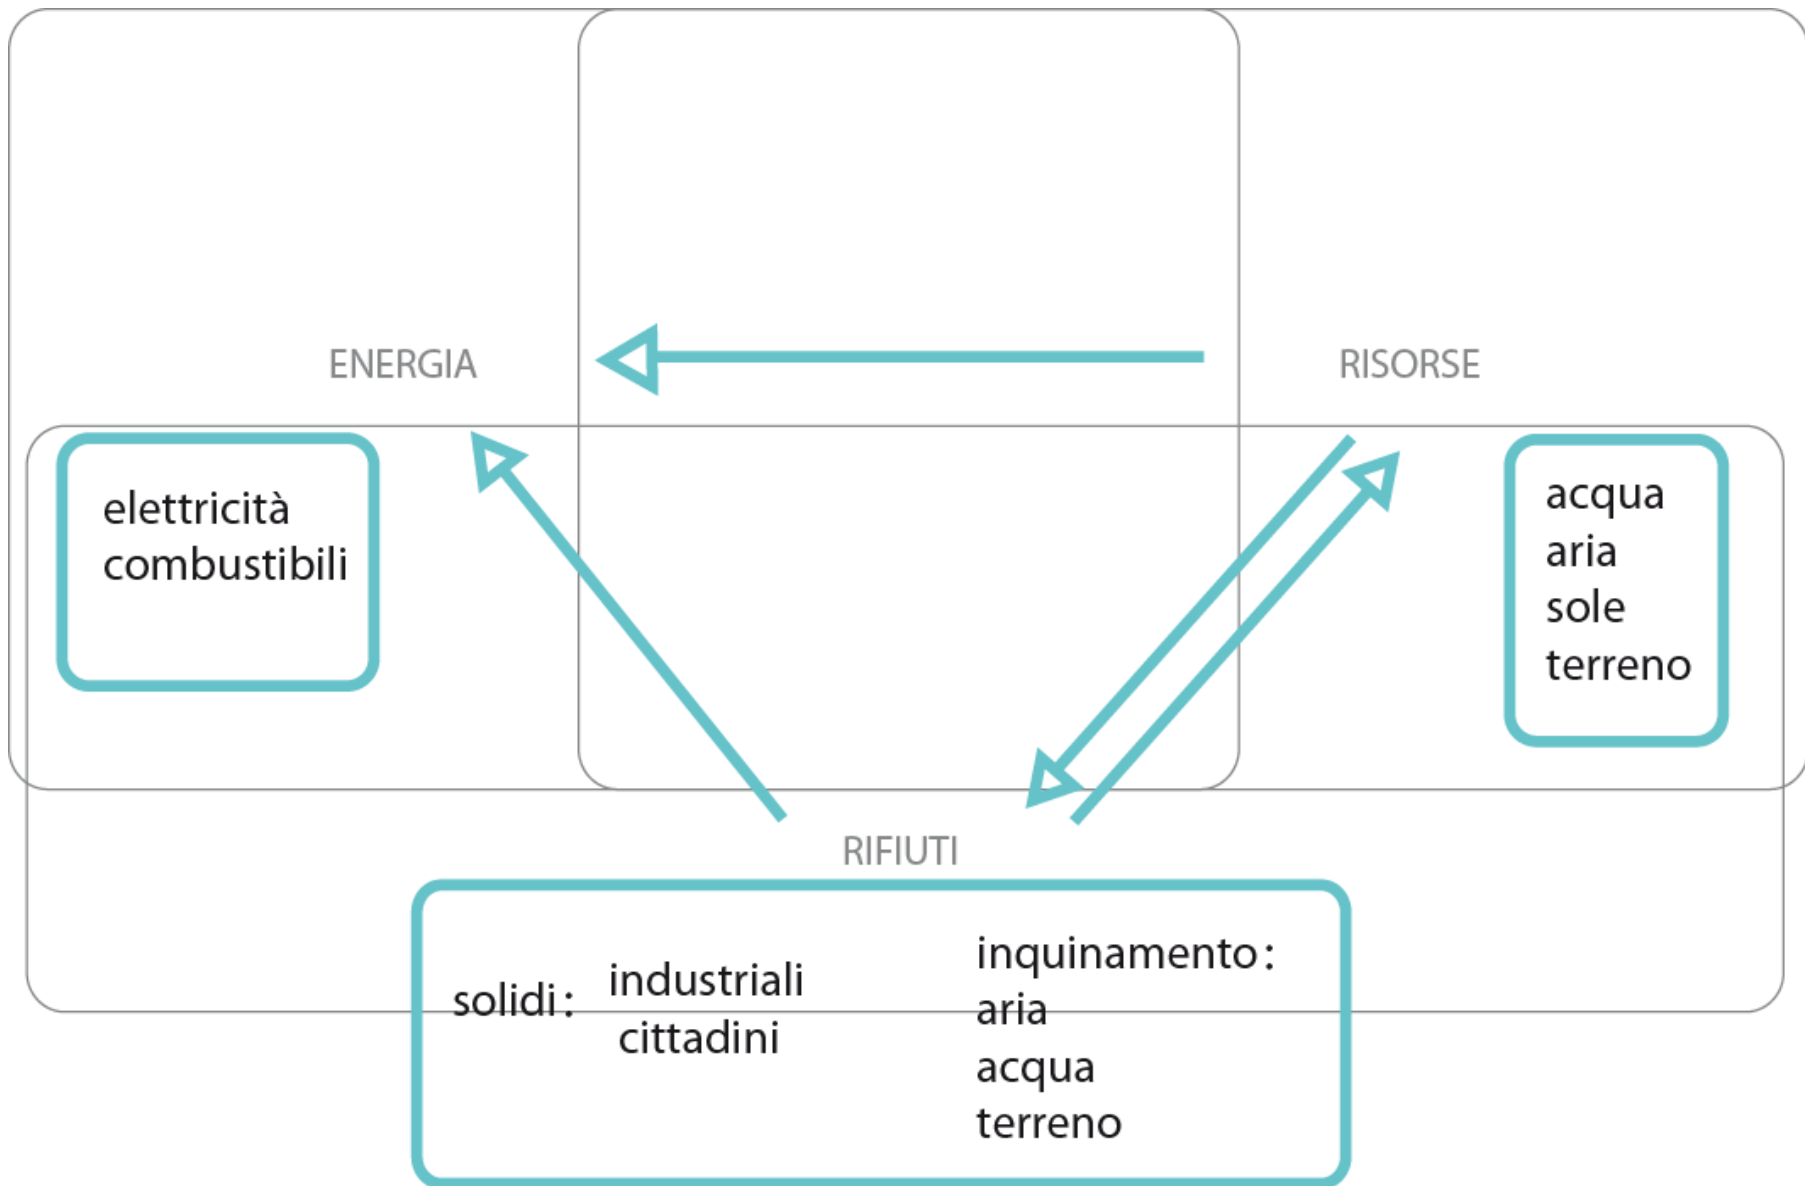 ENERGIA
RISORSE
elettricità
combustibili
acqua
aria
sole
terreno
RIFIUTI
solidi:
industriali
cittadini
inquinamento:
aria
acqua
terreno